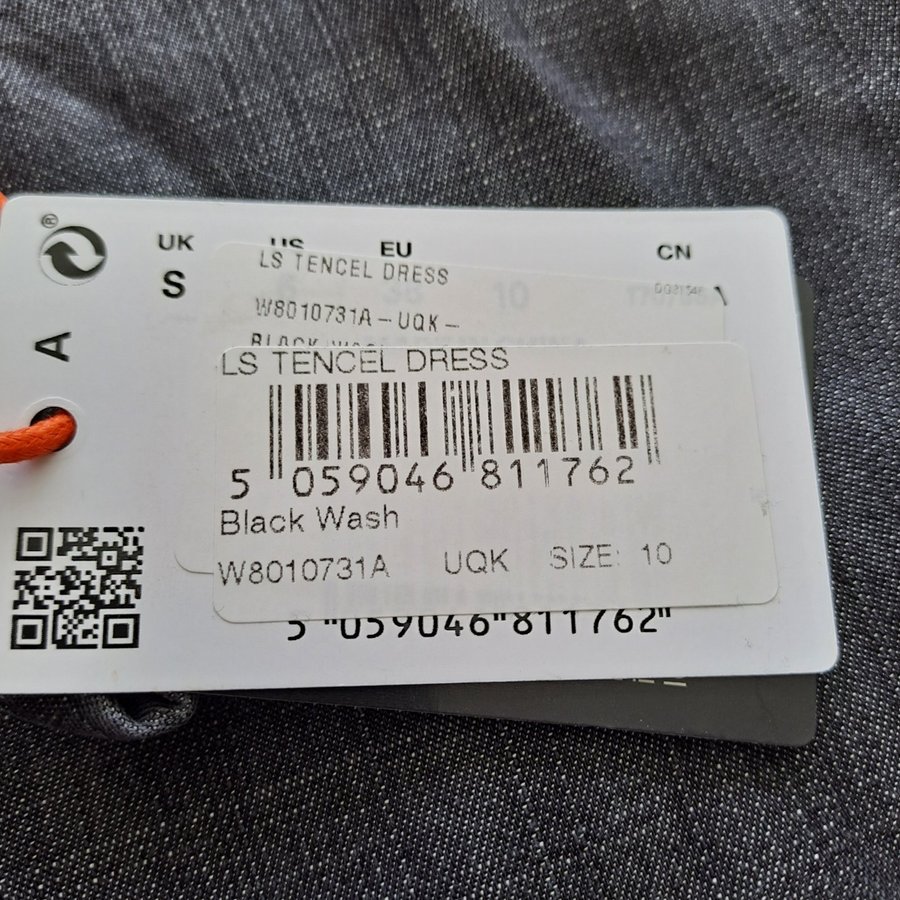 ®
UK US EU CN
S
A
LS TENCEL DRESS
W8010731A-UQK-
LS TENCEL DRESS
5 059046 811762
Black Wash
W8010731A UQK SIZE: 10
5 "059046"811762"